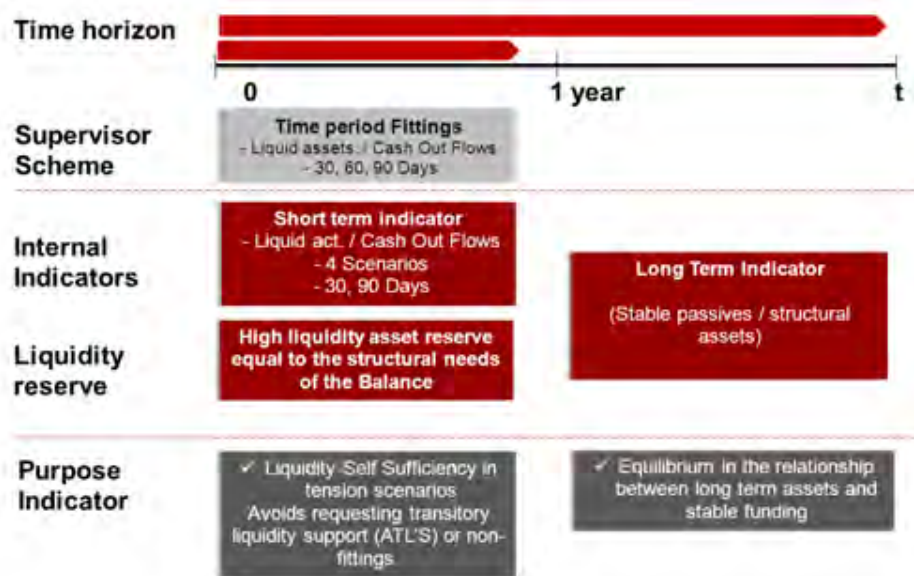 Time horizon
0
1 year
t
Supervisor
Scheme
Time period Fittings
- Liquid assets. / Cash Out Flows
- 30, 60, 90 Days
Internal
Indicators
Short term indicator
- Liquid act. / Cash Out Flows
- 4 Scenarios
- 30, 90 Days
Long Term Indicator
(Stable passives / structural
assets)
Liquidity
reserve
High liquidity asset reserve
equal to the structural needs
of the Balance
Purpose
Indicator
✓ Liquidity Self Sufficiency in
tension scenarios
Avoids requesting transitory
liquidity support (ATL'S) or non-
fittings
✓ Equilibrium in the relationship
between long term assets and
stable funding